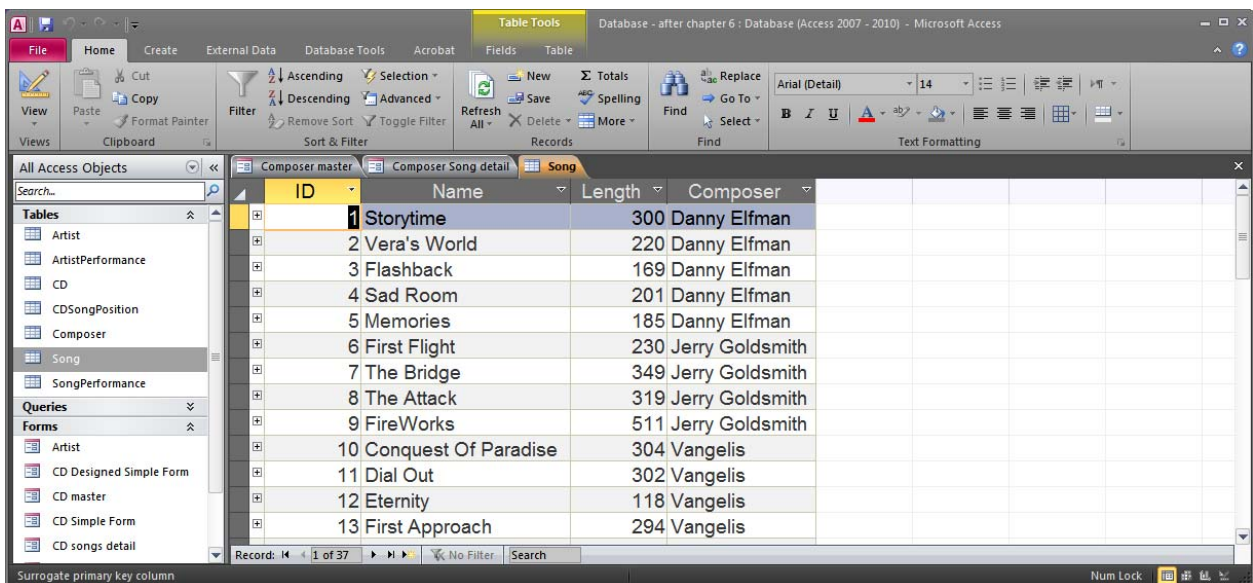 Table Tools Database - after chapter 6 : Database (Access 2007 - 2010) - Microsoft Access
File Home Create External Data Database Tools Acrobat Fields Table
View Paste Cut Copy Format Painter
Filter Ascending Descending Remove Sort Selection Advanced Toggle Filter
Refresh All New Save Delete Totals Spelling More
Find Replace Go To Select
Arial (Detail) 14
B I U A
Views Clipboard Sort & Filter Records Find Text Formatting
All Access Objects
Search...
Tables
Artist
ArtistPerformance
CD
CDSongPosition
Composer
Song
SongPerformance
Queries
Forms
Artist
CD Designed Simple Form
CD master
CD Simple Form
CD songs detail
Composer master Composer Song detail Song
ID Name Length Composer
1 Storytime 300 Danny Elfman
2 Vera's World 220 Danny Elfman
3 Flashback 169 Danny Elfman
4 Sad Room 201 Danny Elfman
5 Memories 185 Danny Elfman
6 First Flight 230 Jerry Goldsmith
7 The Bridge 349 Jerry Goldsmith
8 The Attack 319 Jerry Goldsmith
9 FireWorks 511 Jerry Goldsmith
10 Conquest Of Paradise 304 Vangelis
11 Dial Out 302 Vangelis
12 Eternity 118 Vangelis
13 First Approach 294 Vangelis
Record: 1 of 37 No Filter Search
Surrogate primary key column Num Lock